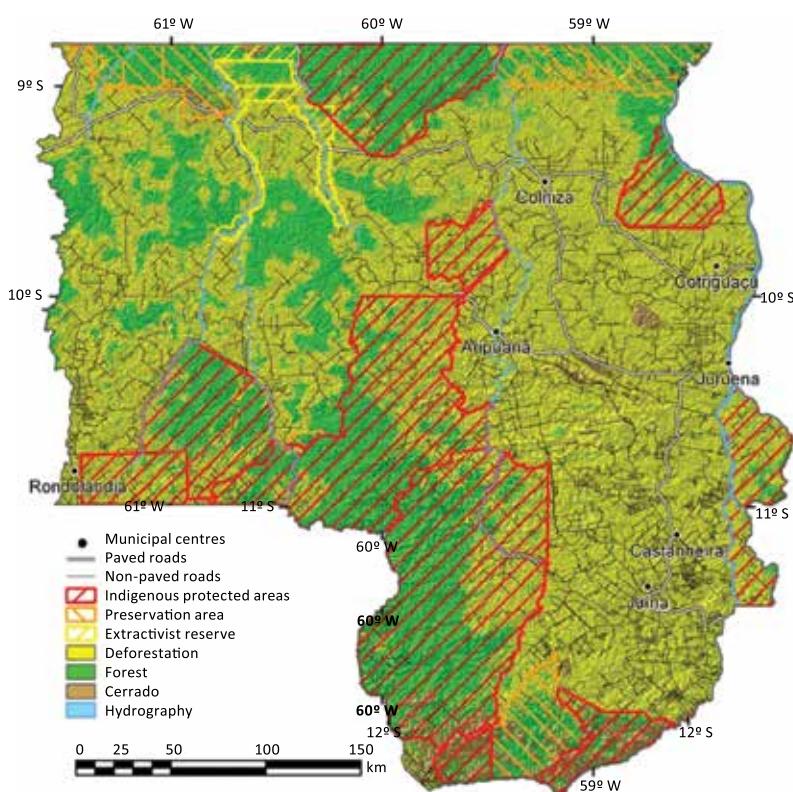 61º W 60º W 59º W
9º S
Colniza
Cotriguaçu
10º S 10º S
Aripuanã
Juruena
Rondolândia
61º W 11º S 11º S
Municipal centres
60º W
Paved roads
Castanheira
Non-paved roads
Indigenous protected areas
Juína
Preservation area
60º W
Extractivist reserve
Deforestation
Forest
Cerrado
Hydrography
60º W
12º S 12º S
0 25 50 100 150
km
59º W